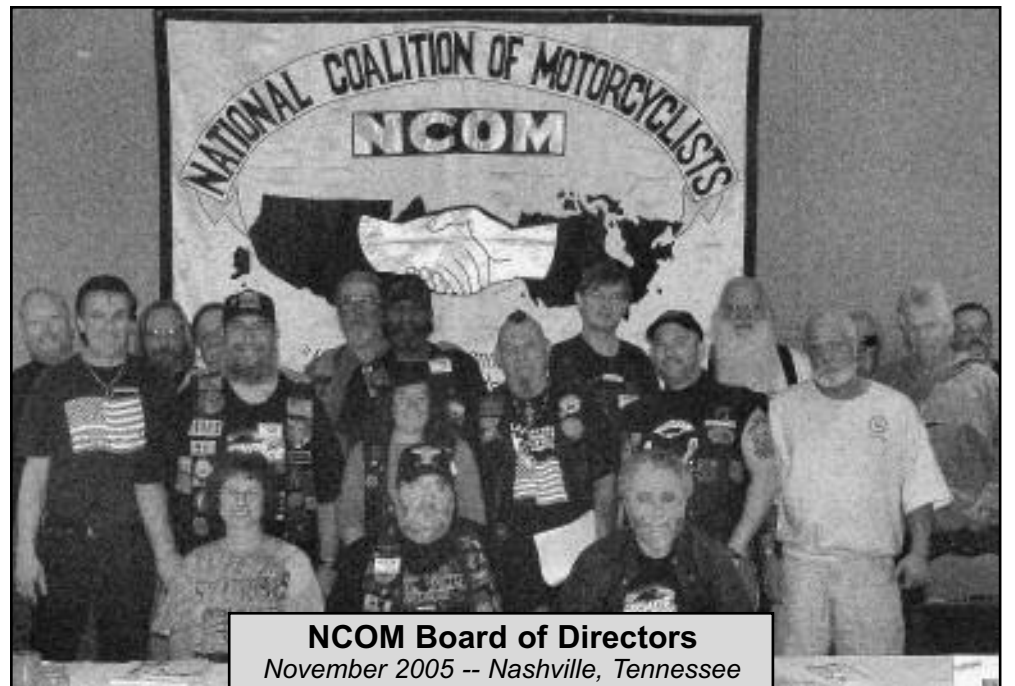 NATIONAL COALITION OF MOTORCYCLISTS
NCOM
NCOM Board of Directors
November 2005 -- Nashville, Tennessee